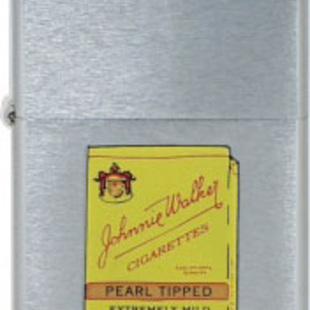 Johnnie Walker
CIGARETTES
PEARL TIPPED
EXTREMELY MILD